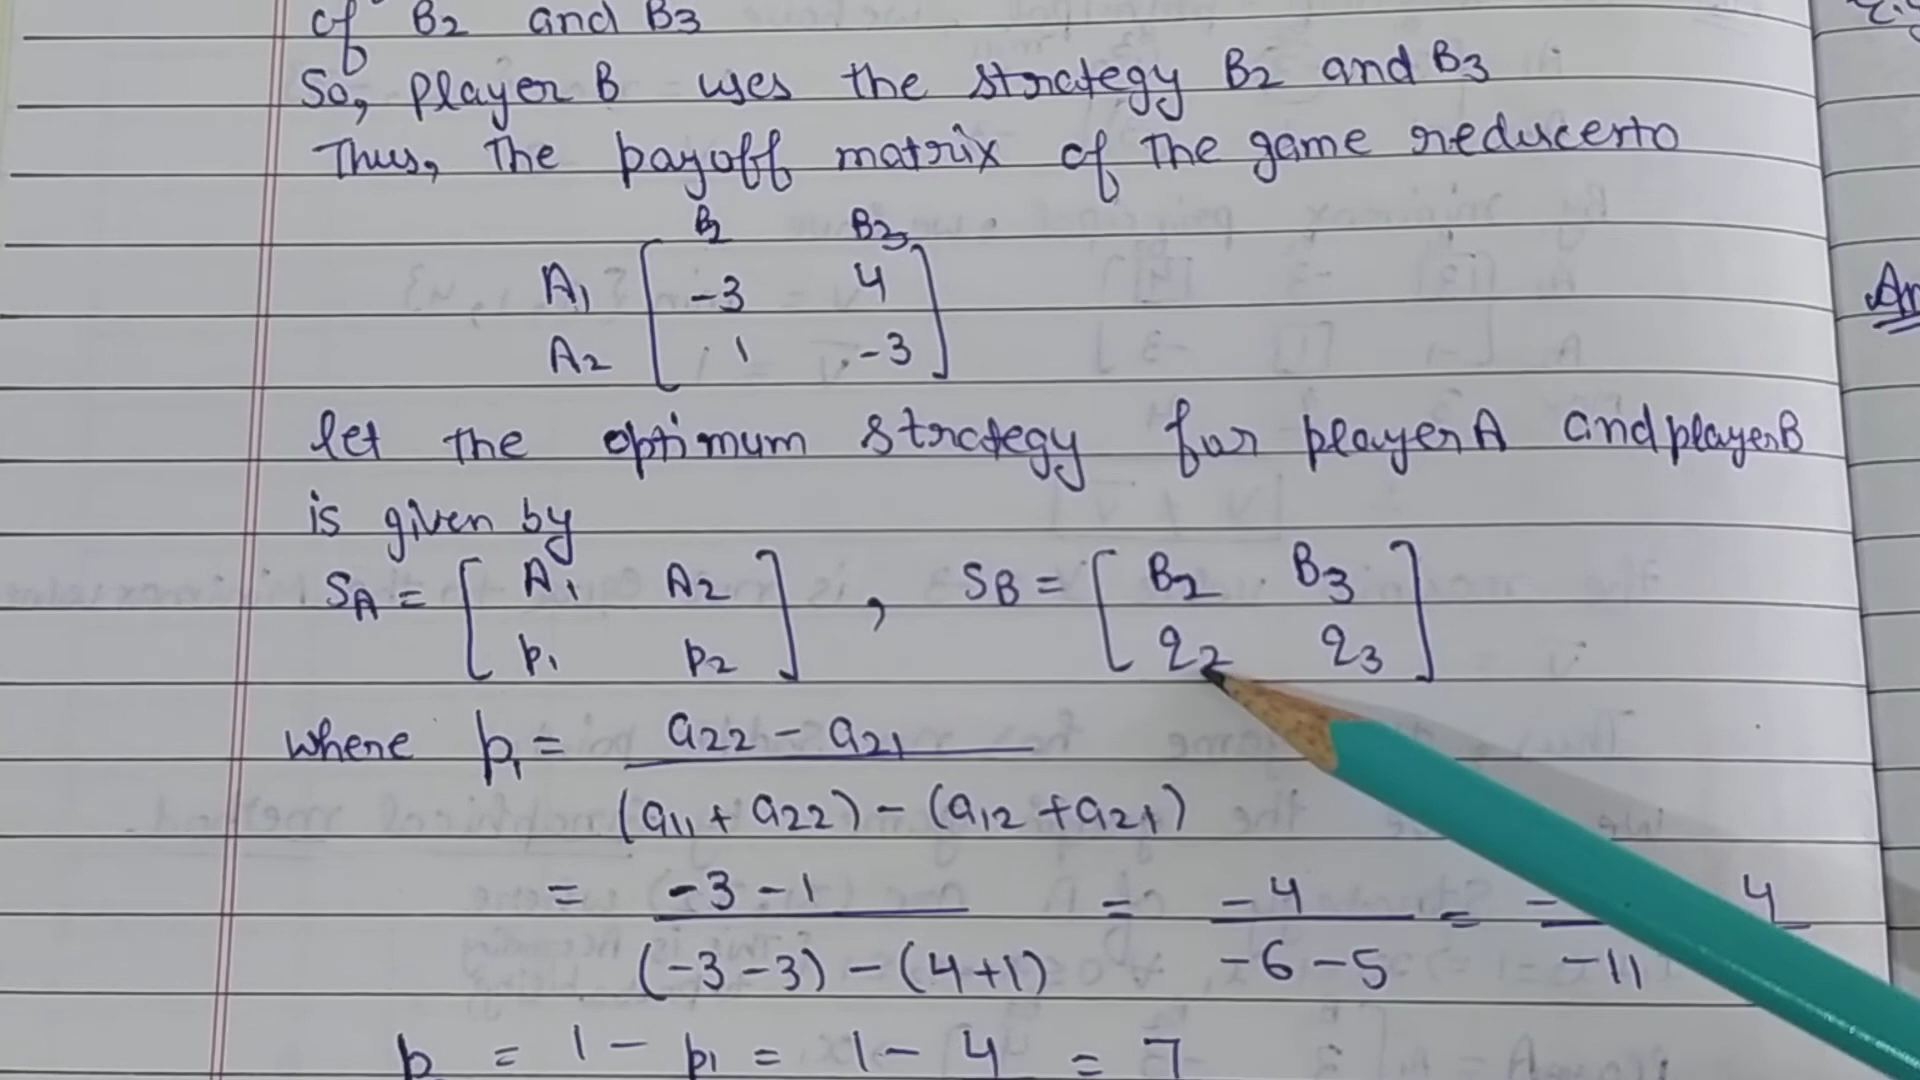 of B2 and B3
So, player B uses the strategy B2 and B3
Thus, The payoff matrix of The game reduces to
B2 B3
A1 [ -3 4 ]
A2 [ 1 -3 ]
let the optimum strategy for player A and player B
is given by
SA = [ A1 A2 ] , SB = [ B2 B3 ]
[ p1 p2 ] [ q2 q3 ]
where p1 = a22 - a21
(a11 + a22) - (a12 + a21)
= -3 - 1 = -4 = - 4
(-3 - 3) - (4+1) -6 - 5 -11
p = 1 - p1 = 1 - 4 = 7
An